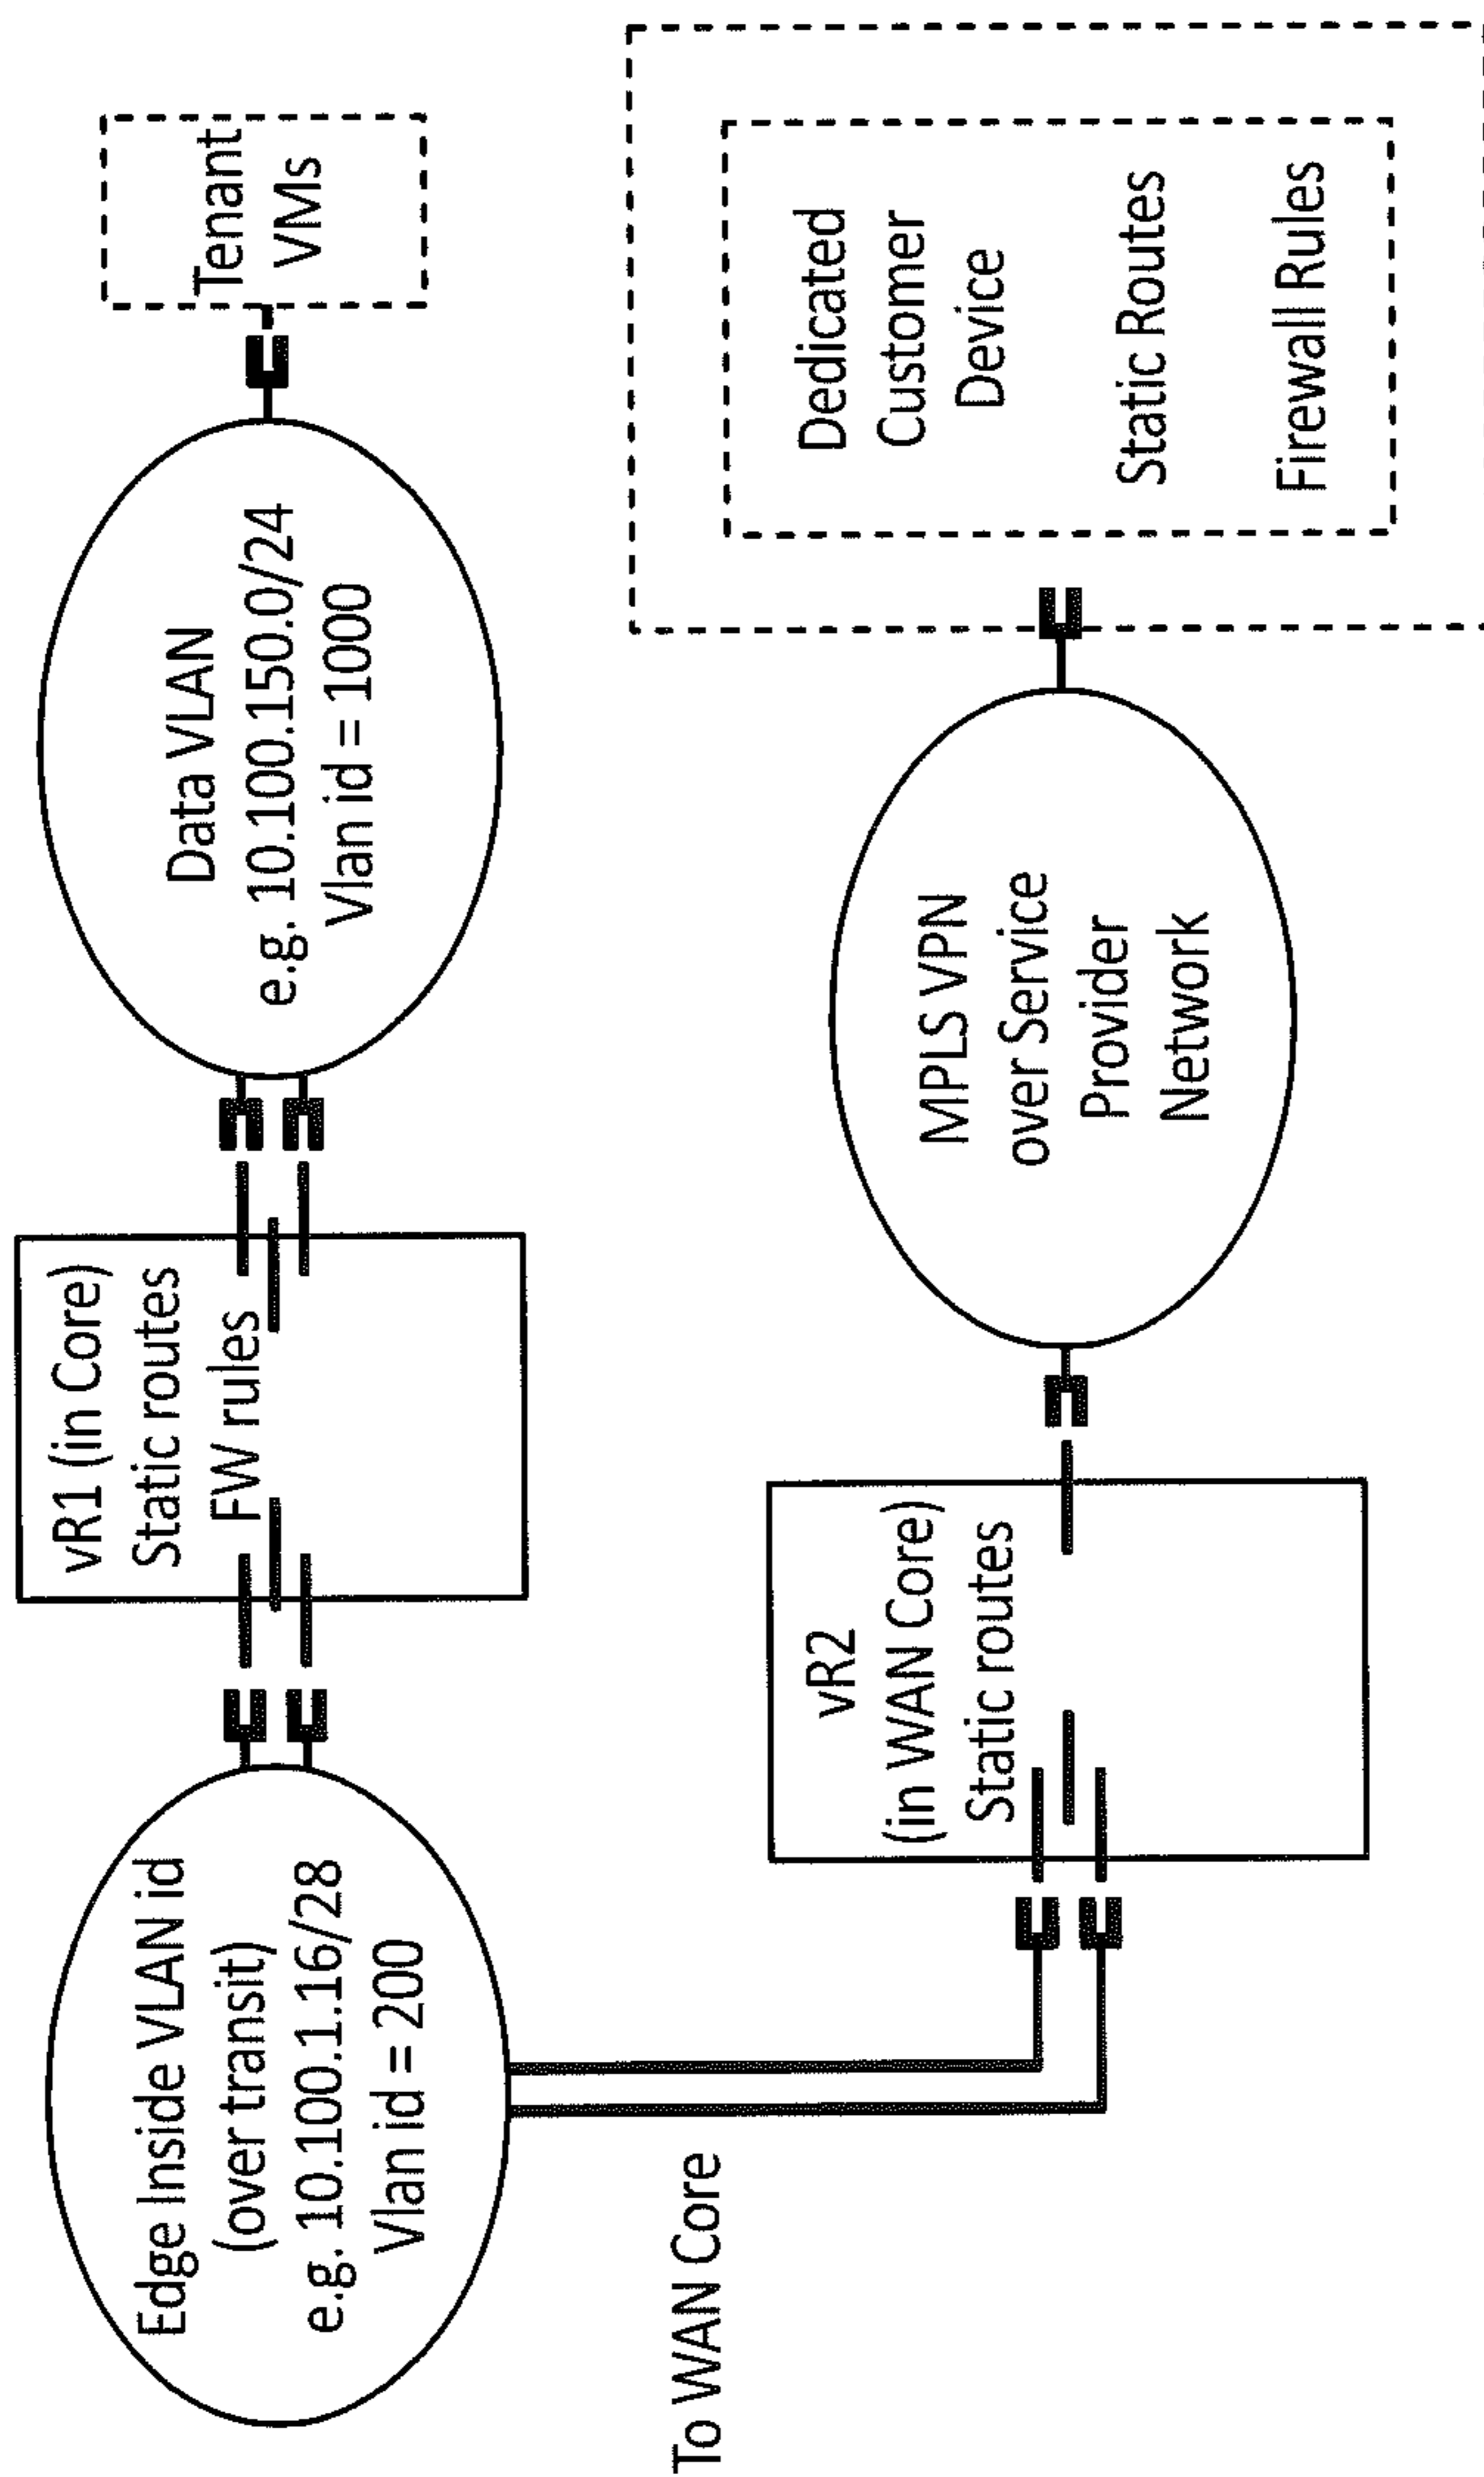 Edge Inside VLAN id
(over transit)
e.g. 10.100.1.16/28
Vlan id = 200
vR1 (in Core)
Static routes
FW rules
Data VLAN
e.g. 10.100.150.0/24
Vlan id = 1000
Tenant
VMs
To WAN Core
vR2
(in WAN Core)
Static routes
MPLS VPN
over Service
Provider
Network
Dedicated
Customer
Device
Static Routes
Firewall Rules